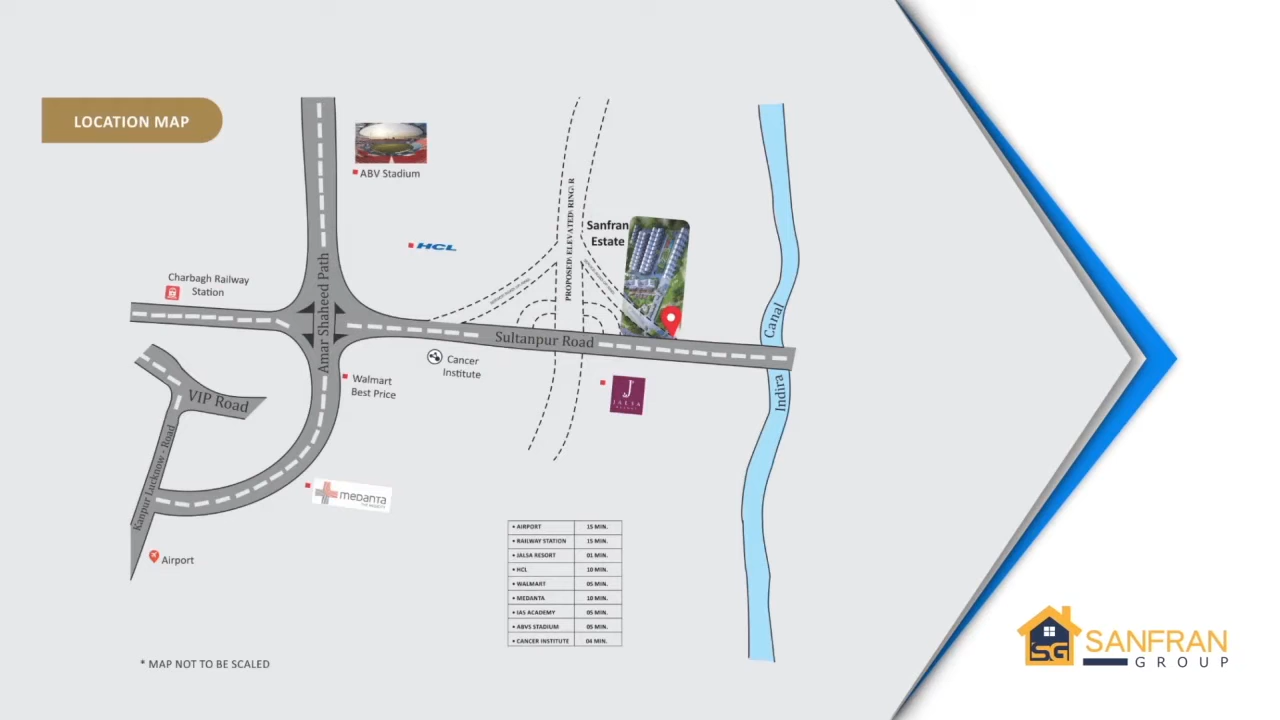 LOCATION MAP
ABV Stadium
HCL
Sanfran
Estate
PROPOSED ELEVATED RING R
Charbagh Railway
Station
Amar Shaheed Path
Sultanpur Road
Canal
Indira
Cancer
Institute
Walmart
Best Price
JALSA
VIP Road
Kanpur Lucknow - Road
medanta
Airport
• AIRPORT 15 MIN.
• RAILWAY STATION 15 MIN.
• JALSA RESORT 01 MIN.
• HCL 10 MIN.
• WALMART 05 MIN.
• MEDANTA 10 MIN.
• IAS ACADEMY 05 MIN.
• ABVS STADIUM 05 MIN.
• CANCER INSTITUTE 04 MIN.
* MAP NOT TO BE SCALED
SG
SANFRAN
GROUP